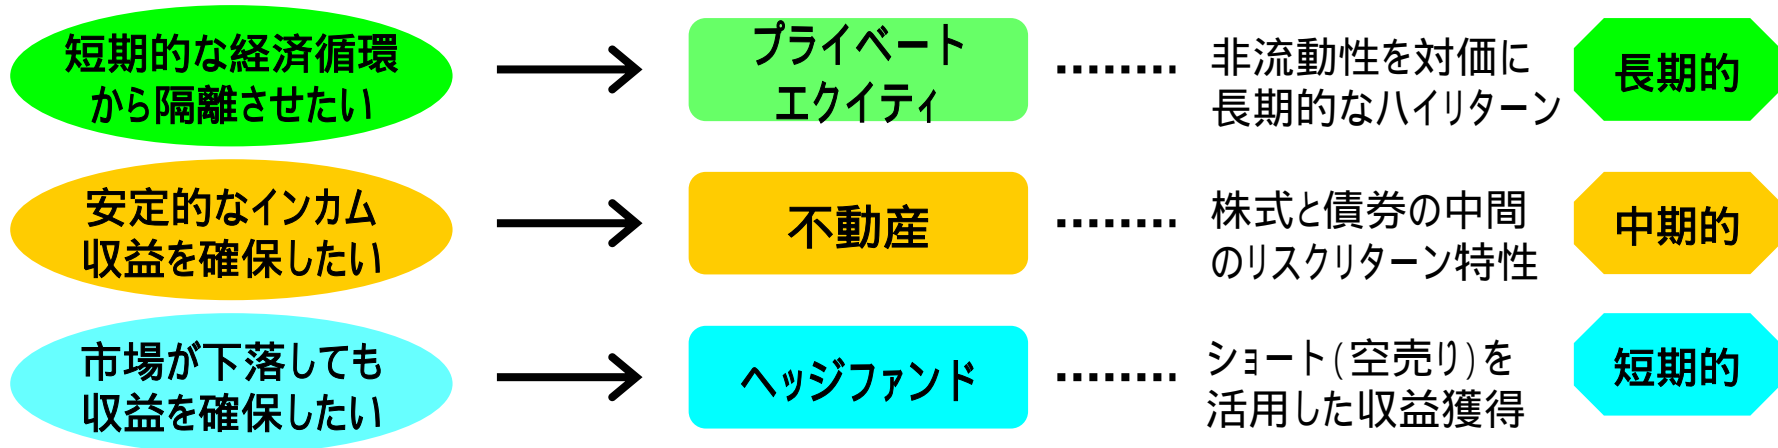 短期的な経済循環
から隔離させたい
プライベート
エクイティ
非流動性を対価に
長期的なハイリターン
長期的
安定的なインカム
収益を確保したい
不動産
株式と債券の中間
のリスクリターン特性
中期的
市場が下落しても
収益を確保したい
ヘッジファンド
ショート(空売り)を
活用した収益獲得
短期的